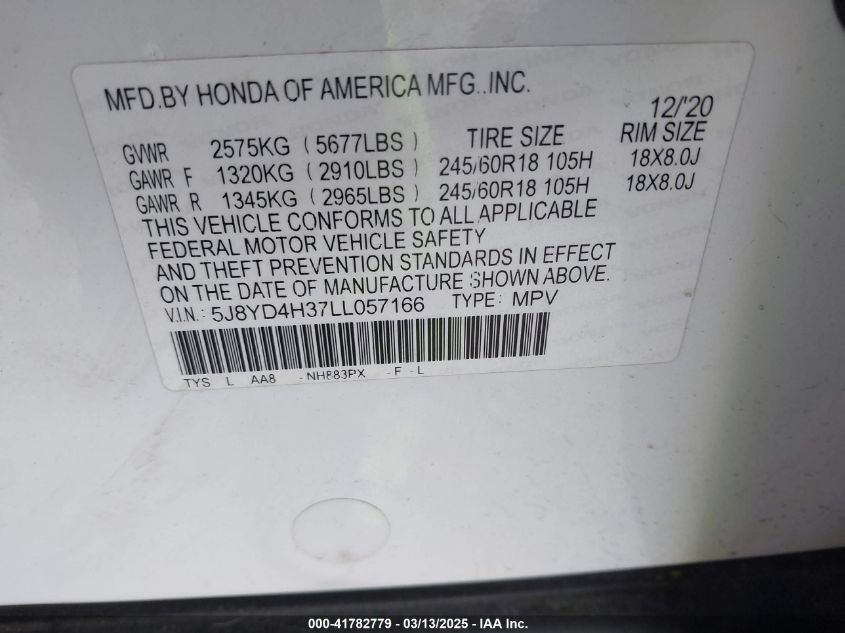 MFD.BY HONDA OF AMERICA MFG.,INC.
12/'20
GVWR 2575KG (5677LBS) TIRE SIZE RIM SIZE
GAWR F 1320KG (2910LBS) 245/60R18 105H 18X8.0J
GAWR R 1345KG (2965LBS) 245/60R18 105H 18X8.0J
THIS VEHICLE CONFORMS TO ALL APPLICABLE
FEDERAL MOTOR VEHICLE SAFETY
AND THEFT PREVENTION STANDARDS IN EFFECT
ON THE DATE OF MANUFACTURE SHOWN ABOVE.
V.I.N.: 5J8YD4H37LL057166 TYPE: MPV
TYS L AA8 -NH883PX -F -L
000-41782779 - 03/13/2025 - IAA Inc.